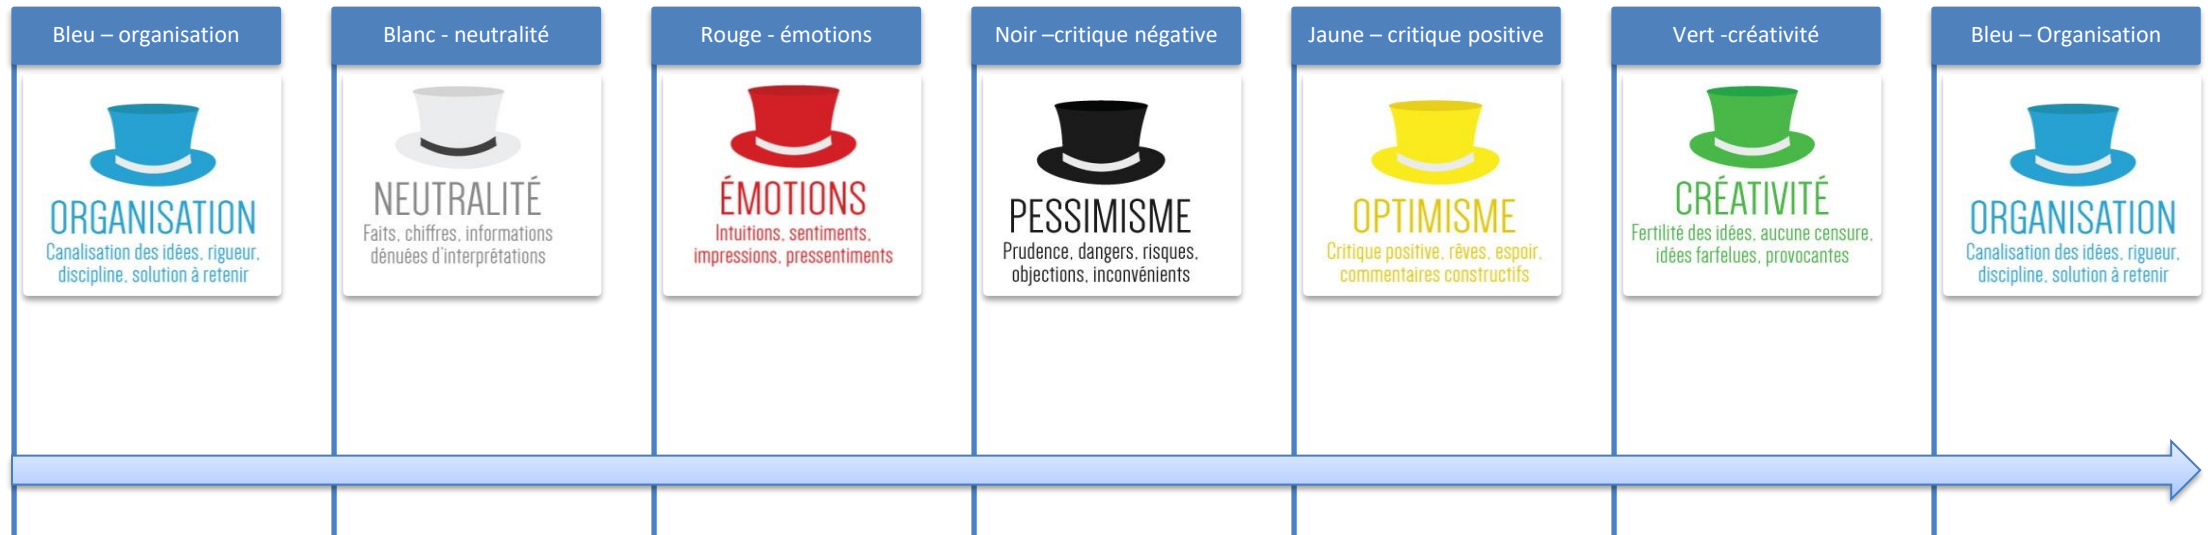 Bleu – organisation
Blanc - neutralité
Rouge - émotions
Noir –critique négative
Jaune – critique positive
Vert -créativité
Bleu – Organisation
ORGANISATION
Canalisation des idées, rigueur,
discipline, solution à retenir
NEUTRALITÉ
Faits, chiffres, informations
dénuées d'interprétations
ÉMOTIONS
Intuitions, sentiments,
impressions, pressentiments
PESSIMISME
Prudence, dangers, risques,
objections, inconvénients
OPTIMISME
Critique positive, rêves, espoir,
commentaires constructifs
CRÉATIVITÉ
Fertilité des idées, aucune censure,
idées farfelues, provocantes
ORGANISATION
Canalisation des idées, rigueur,
discipline, solution à retenir